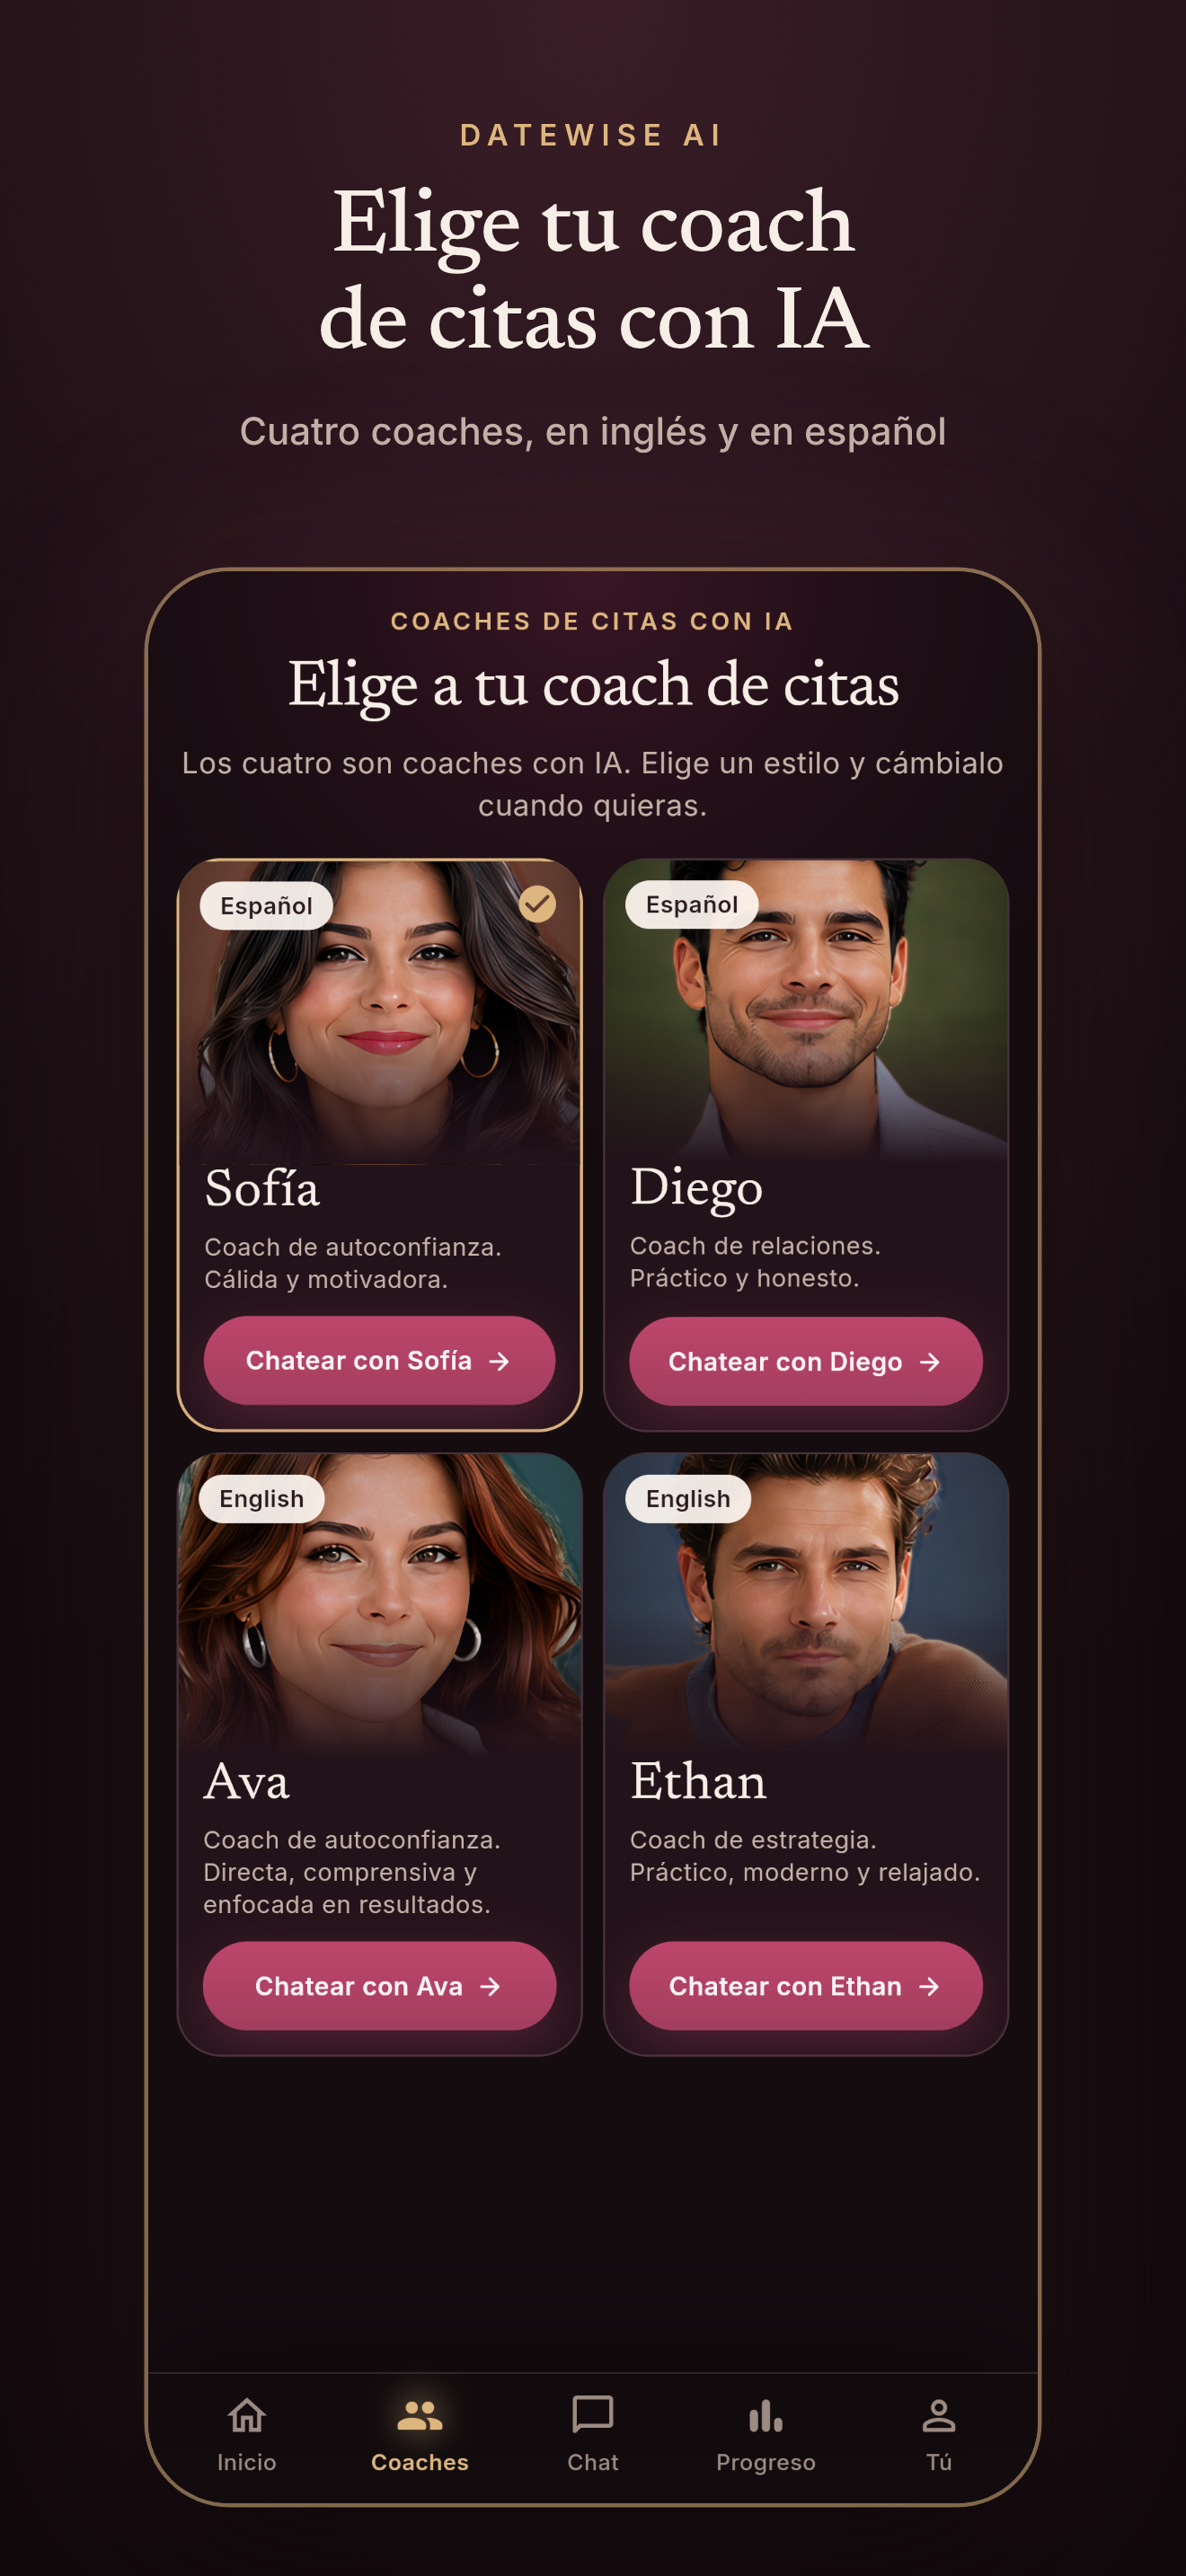 DATEWISE AI
Elige tu coach
de citas con IA
Cuatro coaches, en inglés y en español
COACHES DE CITAS CON IA
Elige a tu coach de citas
Los cuatro son coaches con IA. Elige un estilo y cámbialo
cuando quieras.
Español
Sofía
Coach de autoconfianza.
Cálida y motivadora.
Chatear con Sofía →
Español
Diego
Coach de relaciones.
Práctico y honesto.
Chatear con Diego →
English
Ava
Coach de autoconfianza.
Directa, comprensiva y
enfocada en resultados.
Chatear con Ava →
English
Ethan
Coach de estrategia.
Práctico, moderno y relajado.
Chatear con Ethan →
Inicio
Coaches
Chat
Progreso
Tú